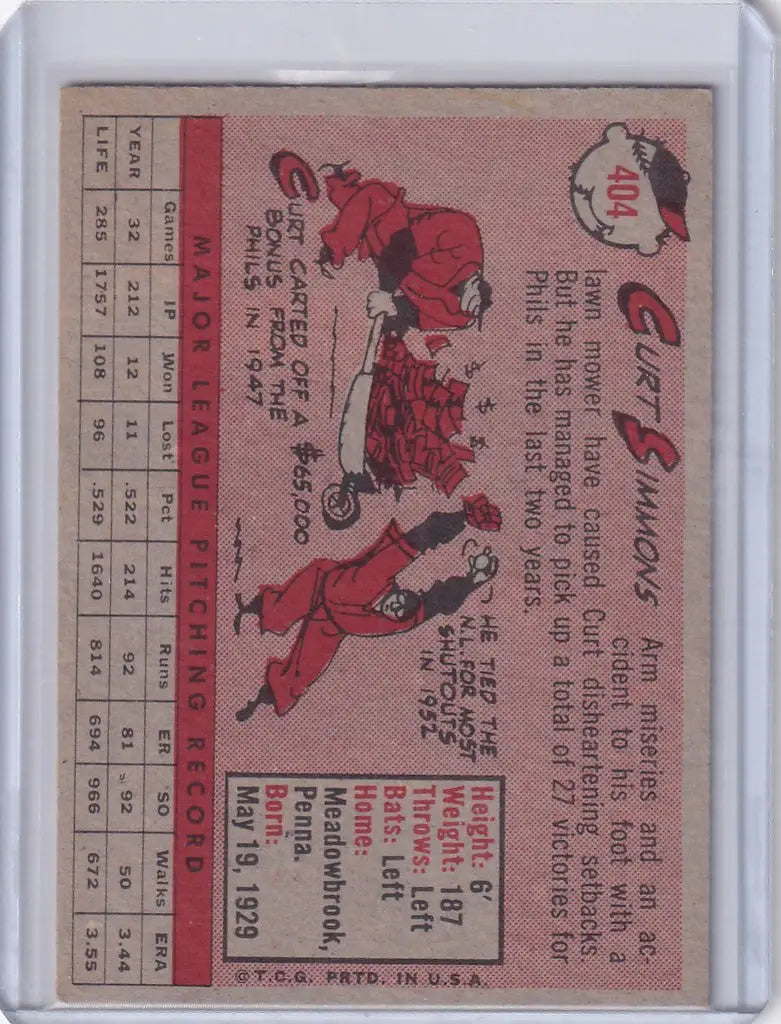 404
CURT SIMMONS
Arm miseries and an ac-
cident to his foot with a
lawn mower have caused Curt disheartening setbacks.
But he has managed to pick up a total of 27 victories for
Phils in the last two years.
CURT CARTED OFF A $65,000
BONUS FROM THE
PHILS IN 1947
$ $ $
HE TIED THE
N.L. FOR MOST
SHUTOUTS
IN 1952
Height: 6'
Weight: 187
Throws: Left
Bats: Left
Home:
Meadowbrook,
Penna.
Born:
May 19, 1929
©T.C.G. PRTD. IN U.S.A.
MAJOR LEAGUE PITCHING RECORD
Games IP Won Lost Pct Hits Runs ER SO Walks ERA
YEAR 32 212 12 11 .522 214 92 81 92 50 3.44
LIFE 285 1757 108 96 .529 1640 814 694 966 672 3.55